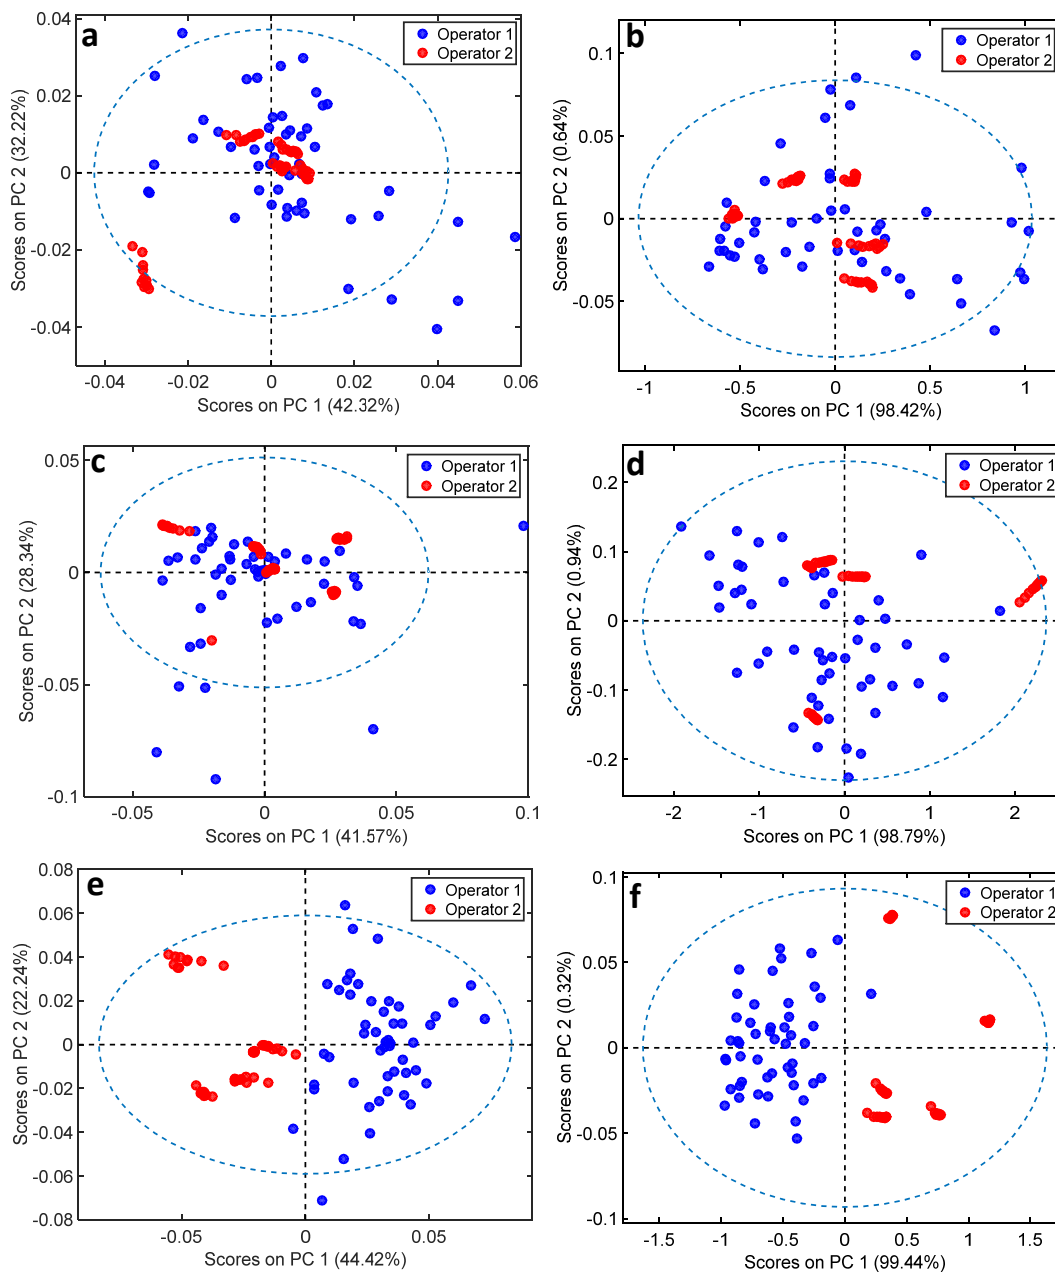 a
Operator 1
Operator 2
0.04
0.02
0
-0.02
-0.04
Scores on PC 2 (32.22%)
-0.04
-0.02
0
0.02
0.04
0.06
Scores on PC 1 (42.32%)
b
Operator 1
Operator 2
0.1
0.05
0
-0.05
Scores on PC 2 (0.64%)
-1
-0.5
0
0.5
1
Scores on PC 1 (98.42%)
c
Operator 1
Operator 2
0.05
0
-0.05
-0.1
Scores on PC 2 (28.34%)
-0.05
0
0.05
0.1
Scores on PC 1 (41.57%)
d
Operator 1
Operator 2
0.2
0.1
0
-0.1
-0.2
Scores on PC 2 (0.94%)
-2
-1
0
1
2
Scores on PC 1 (98.79%)
e
Operator 1
Operator 2
0.08
0.06
0.04
0.02
0
-0.02
-0.04
-0.06
-0.08
Scores on PC 2 (22.24%)
-0.05
0
0.05
Scores on PC 1 (44.42%)
f
Operator 1
Operator 2
0.1
0.05
0
-0.05
-0.1
Scores on PC 2 (0.32%)
-1.5
-1
-0.5
0
0.5
1
1.5
Scores on PC 1 (99.44%)